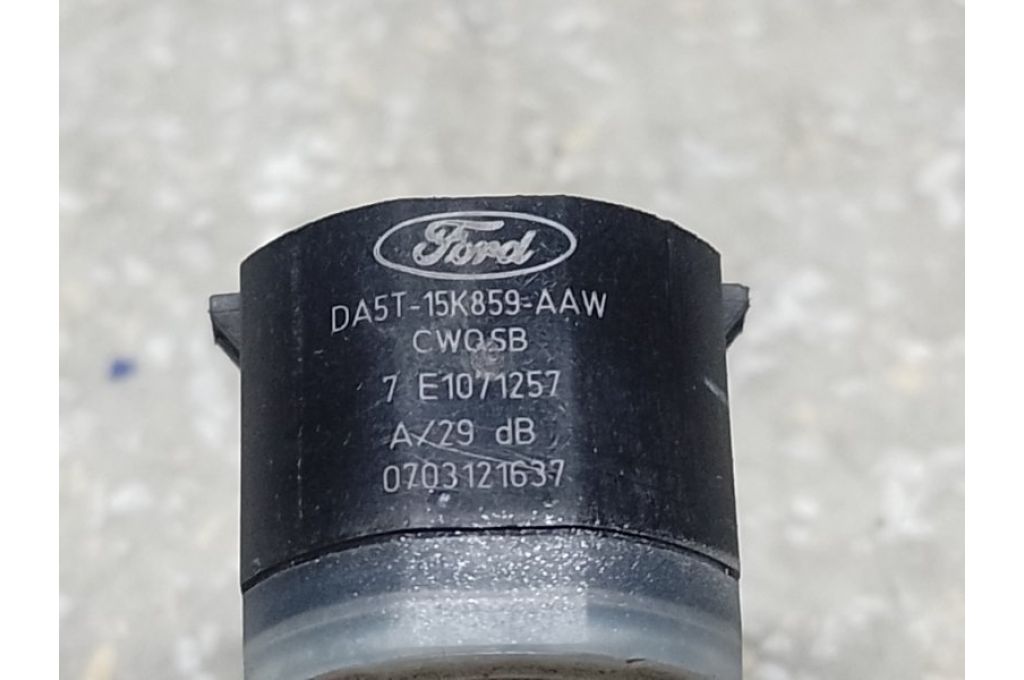 Ford
DA5T-15K859-AAW
CWQSB
7 E1071257
A/29 dB
0703121637